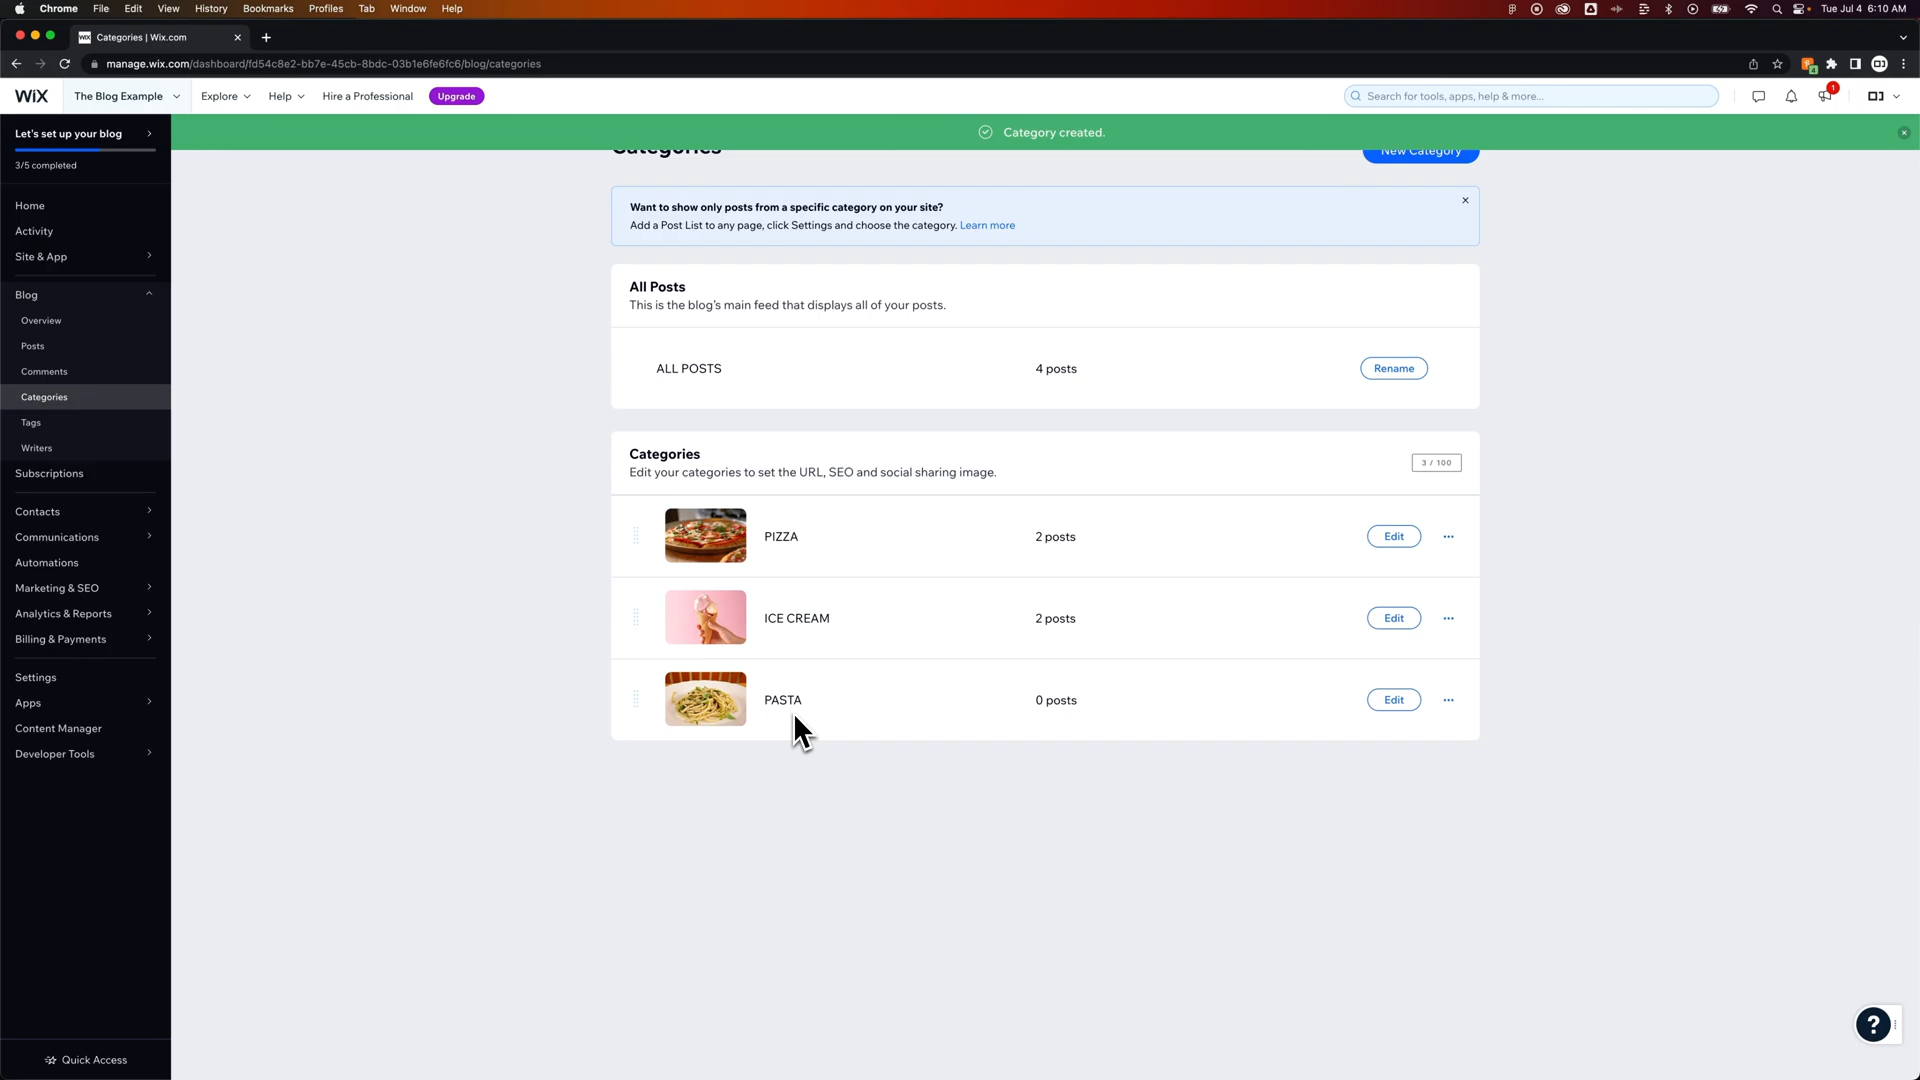 Chrome File Edit View History Bookmarks Profiles Tab Window Help Tue Jul 4 6:10 AM
WIX Categories | Wix.com
manage.wix.com/dashboard/fd54c8e2-bb7e-45cb-8bdc-03b1e6fe6fc6/blog/categories
WIX The Blog Example Explore Help Hire a Professional Upgrade Search for tools, apps, help & more... 1
Let's set up your blog
3/5 completed
Home
Activity
Site & App
Blog
Overview
Posts
Comments
Categories
Tags
Writers
Subscriptions
Contacts
Communications
Automations
Marketing & SEO
Analytics & Reports
Billing & Payments
Settings
Apps
Content Manager
Developer Tools
Quick Access
Category created.
Categories New Category
Want to show only posts from a specific category on your site?
Add a Post List to any page, click Settings and choose the category. Learn more
All Posts
This is the blog's main feed that displays all of your posts.
ALL POSTS 4 posts Rename
Categories
Edit your categories to set the URL, SEO and social sharing image. 3 / 100
PIZZA 2 posts Edit
ICE CREAM 2 posts Edit
PASTA 0 posts Edit
?